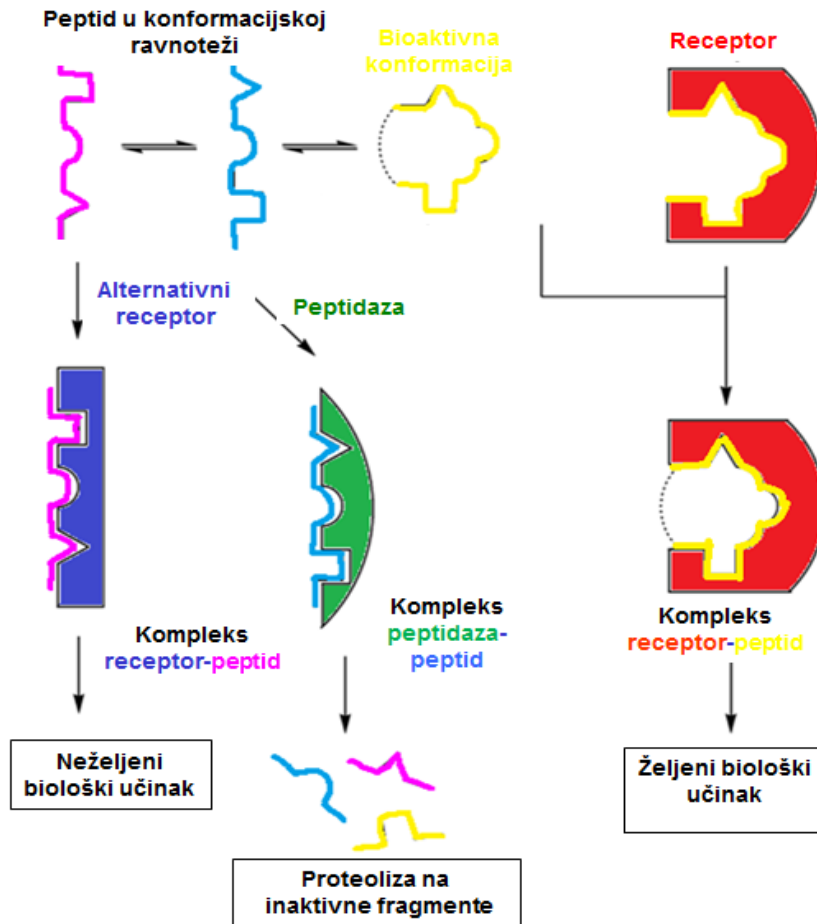 Peptid u konformacijskoj
ravnoteži
Bioaktivna
konformacija
Receptor
Alternativni
receptor
Peptidaza
Kompleks
receptor-peptid
Kompleks
peptidaza-
peptid
Kompleks
receptor-peptid
Neželjeni
biološki učinak
Željeni biološki
učinak
Proteoliza na
inaktivne fragmente